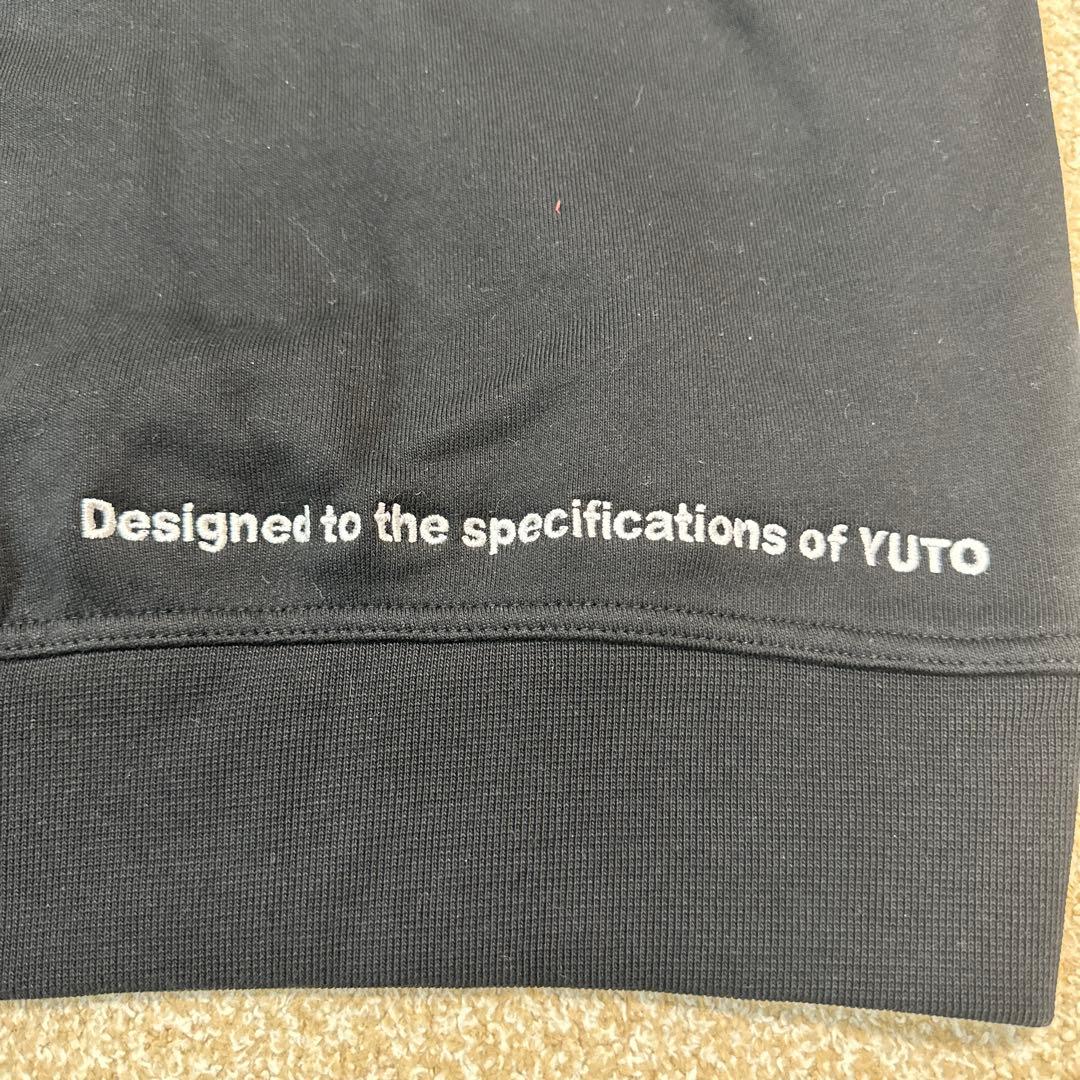 Designed to the specifications of YUTO